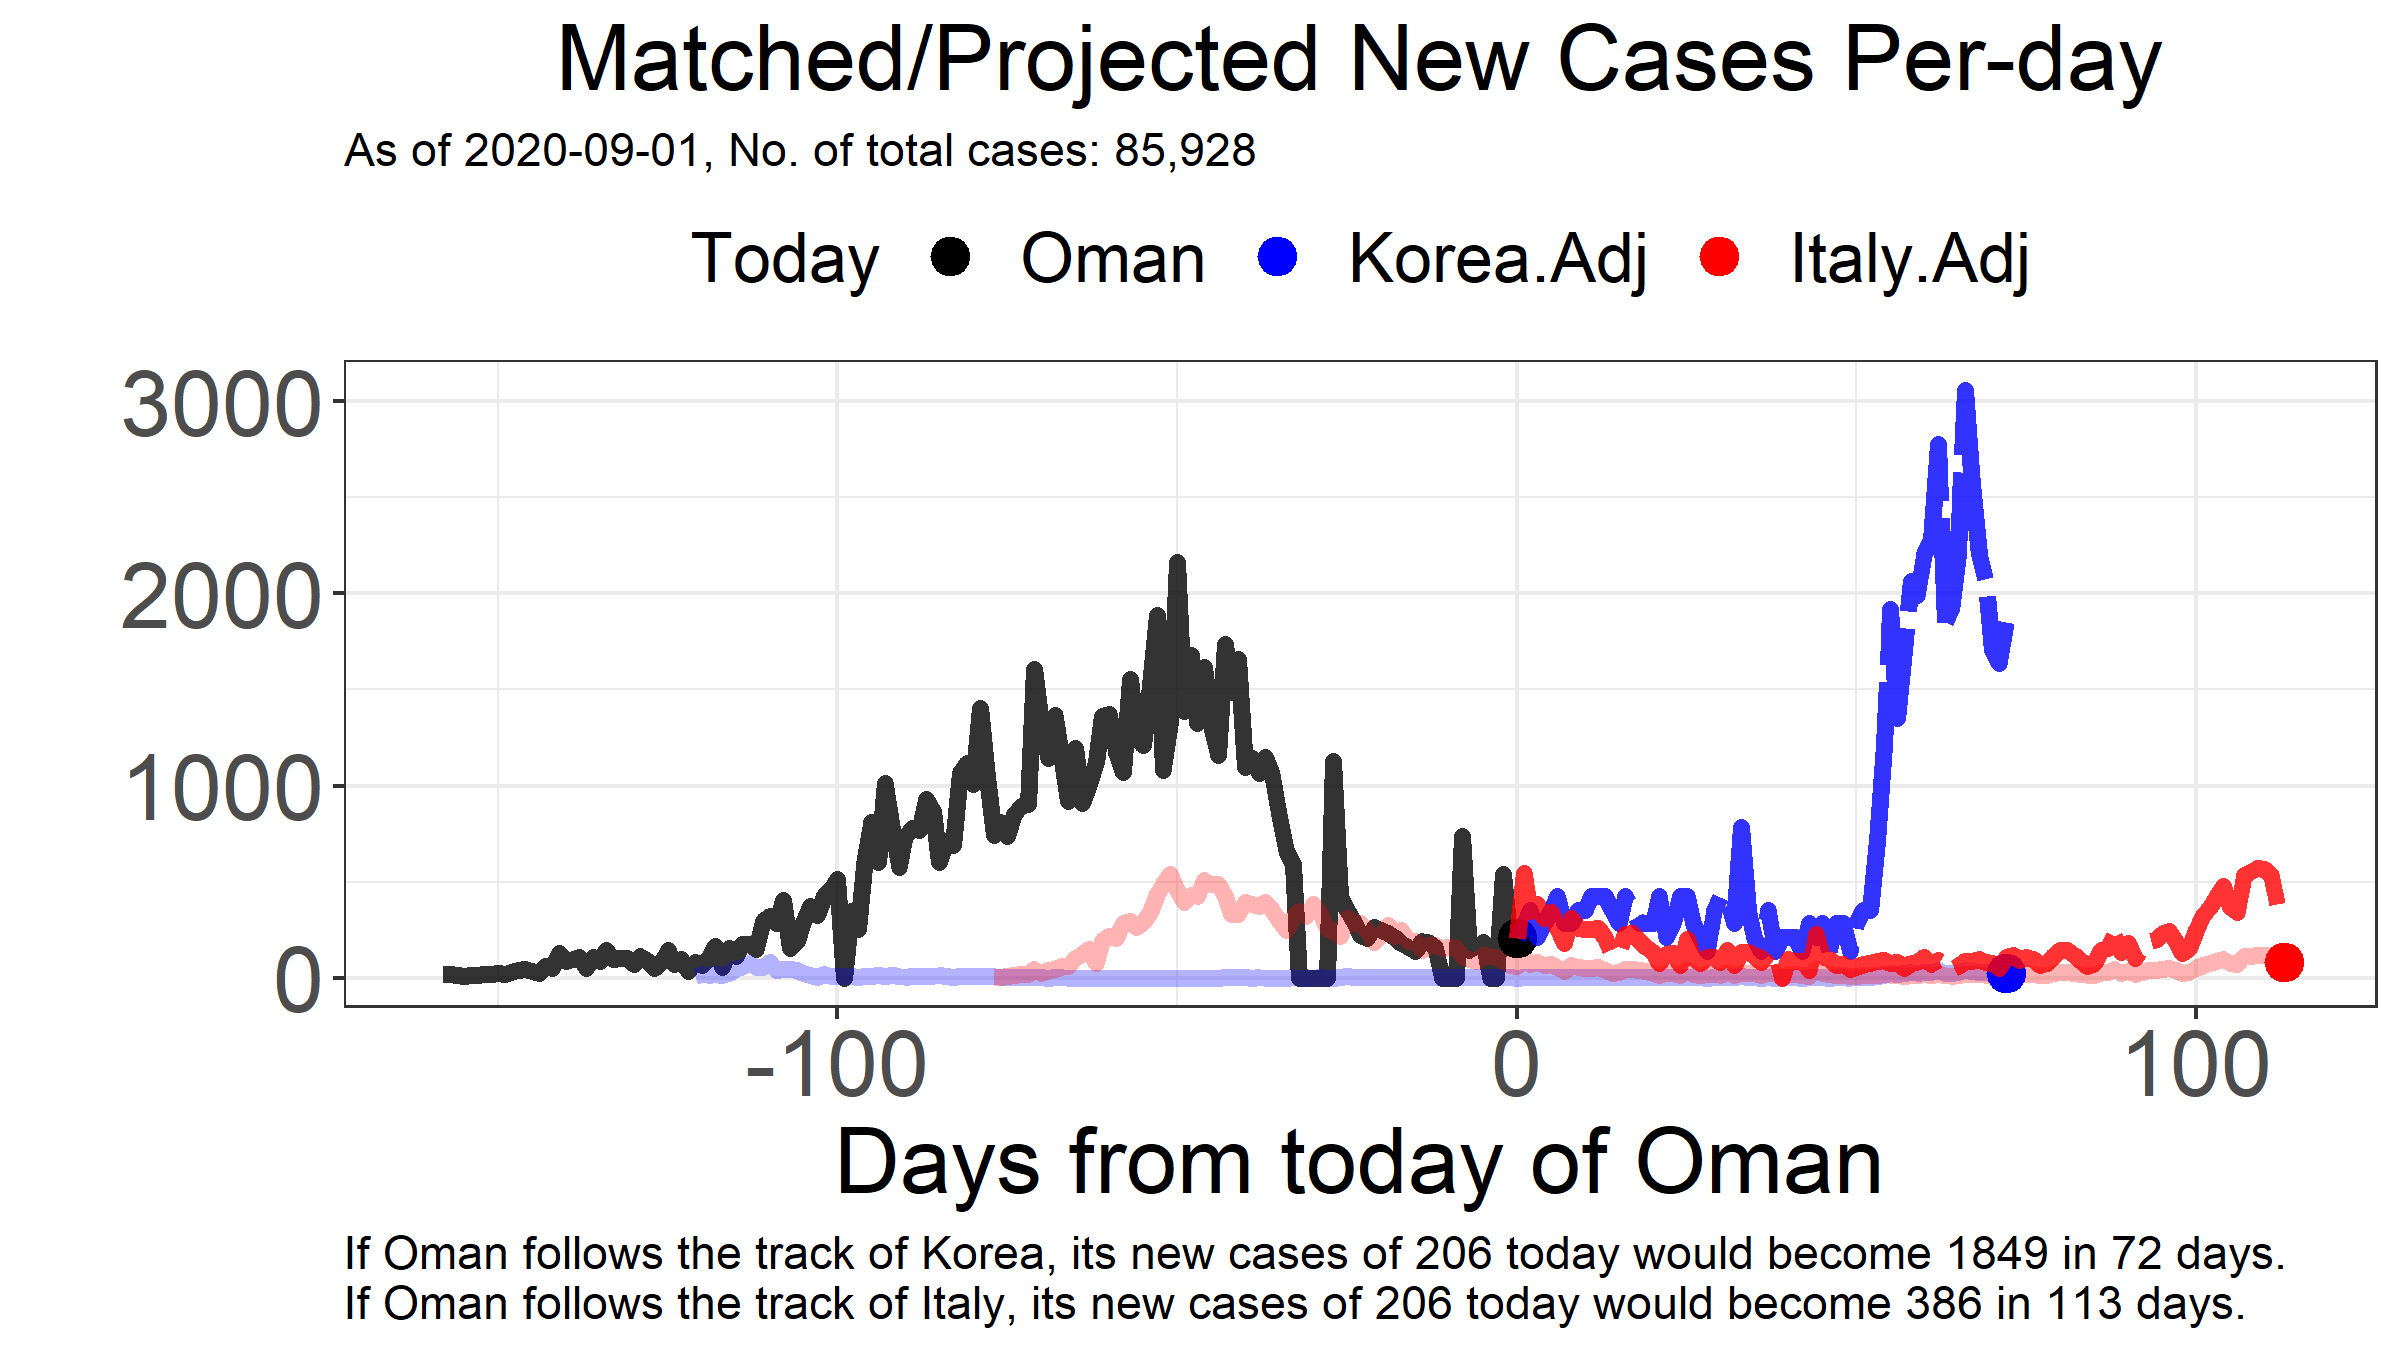 Matched/Projected New Cases Per-day
As of 2020-09-01, No. of total cases: 85,928
Today Oman Korea.Adj Italy.Adj
3000
2000
1000
0
-100 0 100
Days from today of Oman
If Oman follows the track of Korea, its new cases of 206 today would become 1849 in 72 days.
If Oman follows the track of Italy, its new cases of 206 today would become 386 in 113 days.